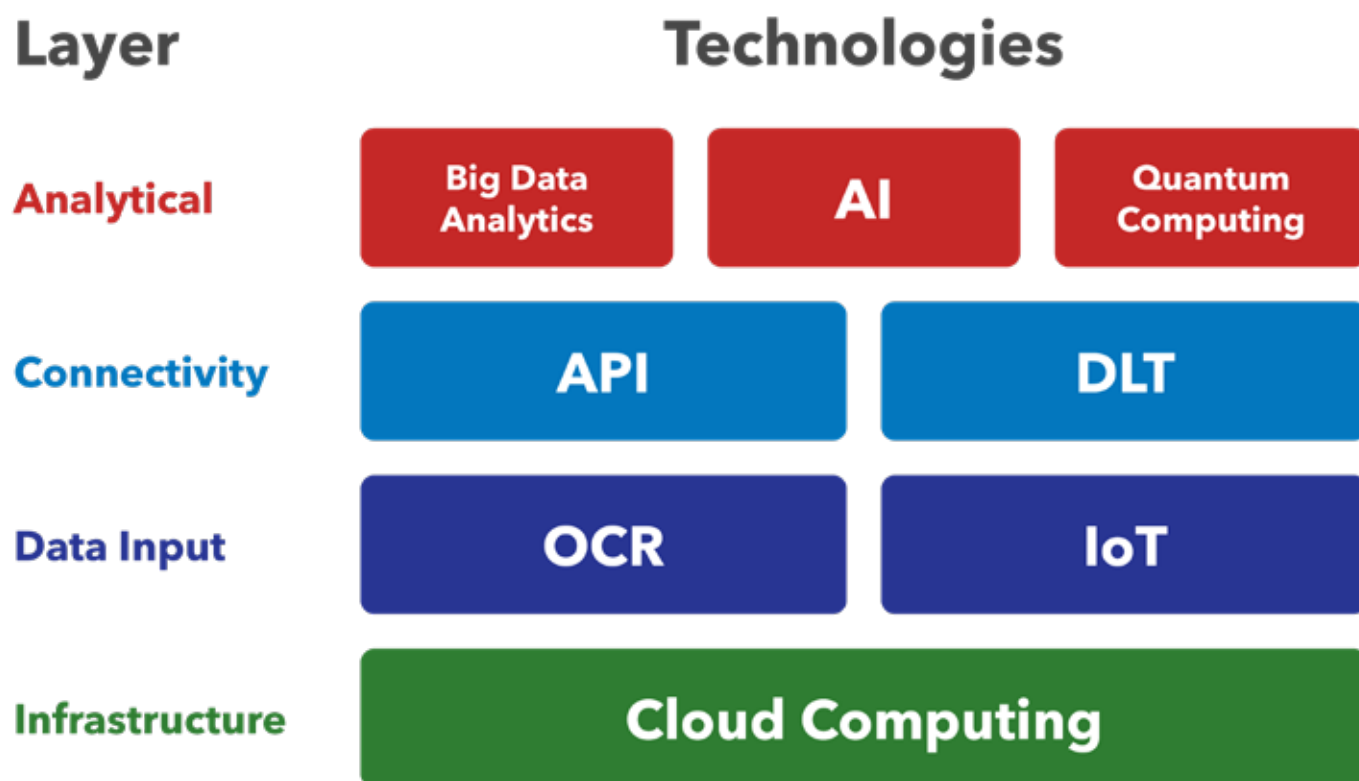 Layer
Technologies
Analytical
Big Data
Analytics
AI
Quantum
Computing
Connectivity
API
DLT
Data Input
OCR
IoT
Infrastructure
Cloud Computing